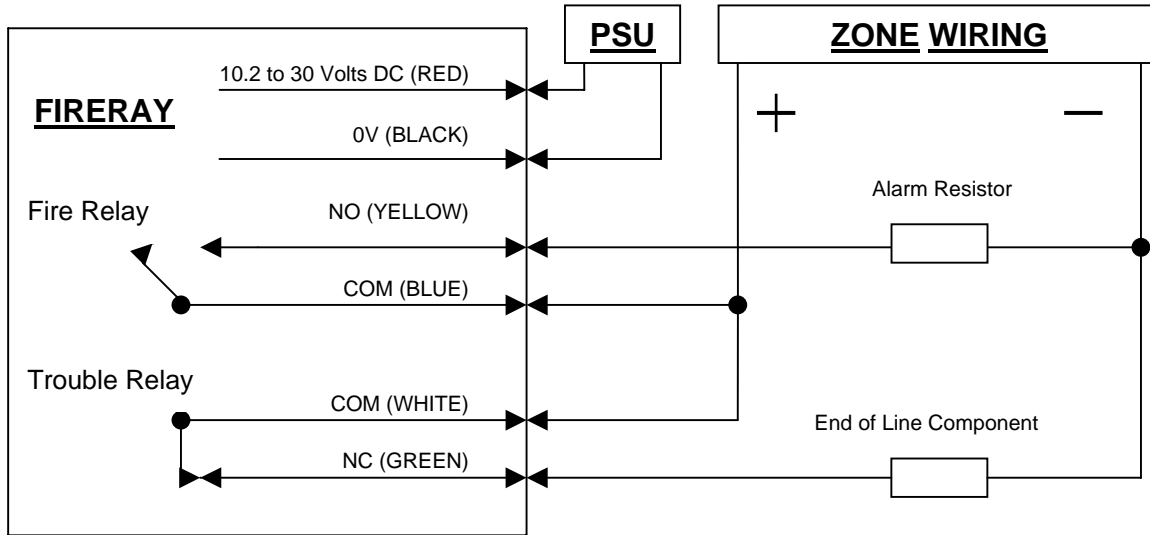 PSU
ZONE WIRING
10.2 to 30 Volts DC (RED)
FIRERAY
+
—
0V (BLACK)
Alarm Resistor
Fire Relay
NO (YELLOW)
COM (BLUE)
Trouble Relay
COM (WHITE)
End of Line Component
NC (GREEN)